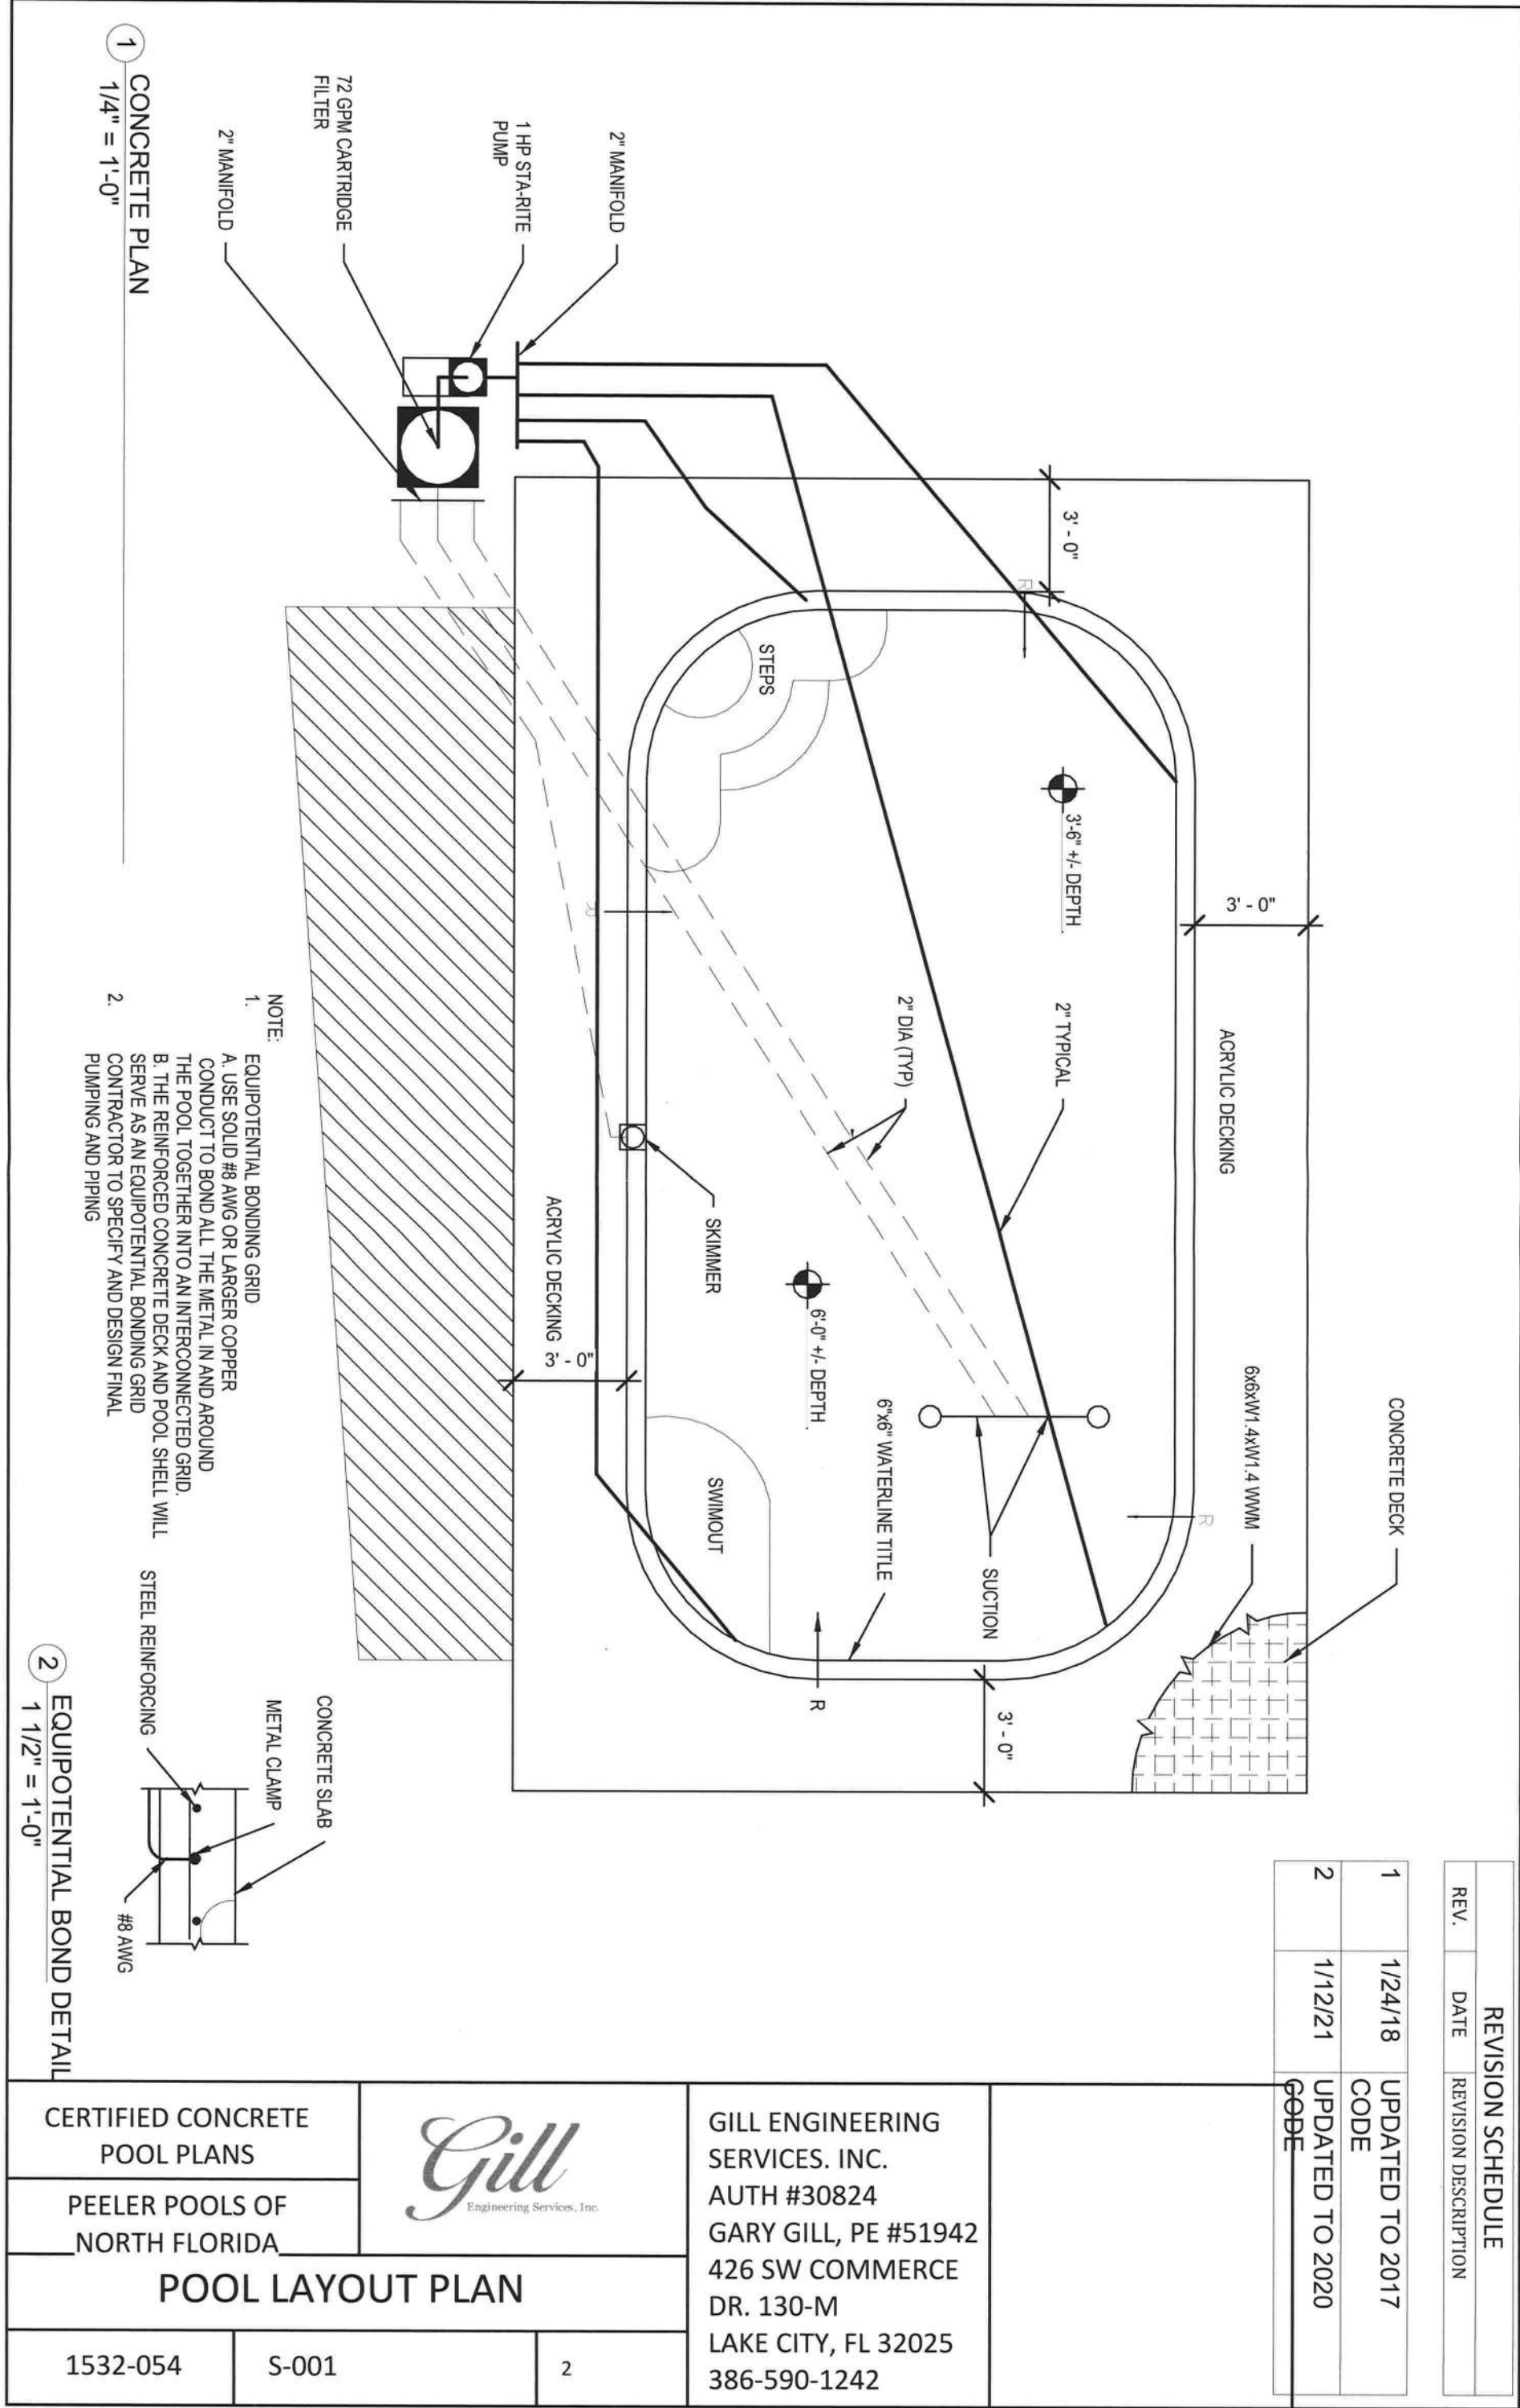 REVISION SCHEDULE
REV. DATE REVISION DESCRIPTION
1 1/24/18 UPDATED TO 2017
CODE
2 1/12/21 UPDATED TO 2020
CODE
CONCRETE DECK
6x6xW1.4xW1.4 WWM
ACRYLIC DECKING
3' - 0"
3' - 0"
R
R
3'-6" +/- DEPTH
2" TYPICAL
SUCTION
3' - 0"
2" DIA (TYP)
6"x6" WATERLINE TITLE
R
6'-0" +/- DEPTH
STEPS
SKIMMER
SWIMOUT
R
ACRYLIC DECKING
3' - 0"
2" MANIFOLD
1 HP STA-RITE
PUMP
72 GPM CARTRIDGE
FILTER
2" MANIFOLD
1 CONCRETE PLAN
1/4" = 1'-0"
NOTE:
1. EQUIPOTENTIAL BONDING GRID
A. USE SOLID #8 AWG OR LARGER COPPER
CONDUCT TO BOND ALL THE METAL IN AND AROUND
THE POOL TOGETHER INTO AN INTERCONNECTED GRID.
B. THE REINFORCED CONCRETE DECK AND POOL SHELL WILL
SERVE AS AN EQUIPOTENTIAL BONDING GRID
2. CONTRACTOR TO SPECIFY AND DESIGN FINAL
PUMPING AND PIPING
CONCRETE SLAB
METAL CLAMP
STEEL REINFORCING
#8 AWG
2 EQUIPOTENTIAL BOND DETAIL
1 1/2" = 1'-0"
CERTIFIED CONCRETE
POOL PLANS
PEELER POOLS OF
NORTH FLORIDA
Gill
Engineering Services, Inc.
POOL LAYOUT PLAN
1532-054 S-001 2
GILL ENGINEERING
SERVICES. INC.
AUTH #30824
GARY GILL, PE #51942
426 SW COMMERCE
DR. 130-M
LAKE CITY, FL 32025
386-590-1242